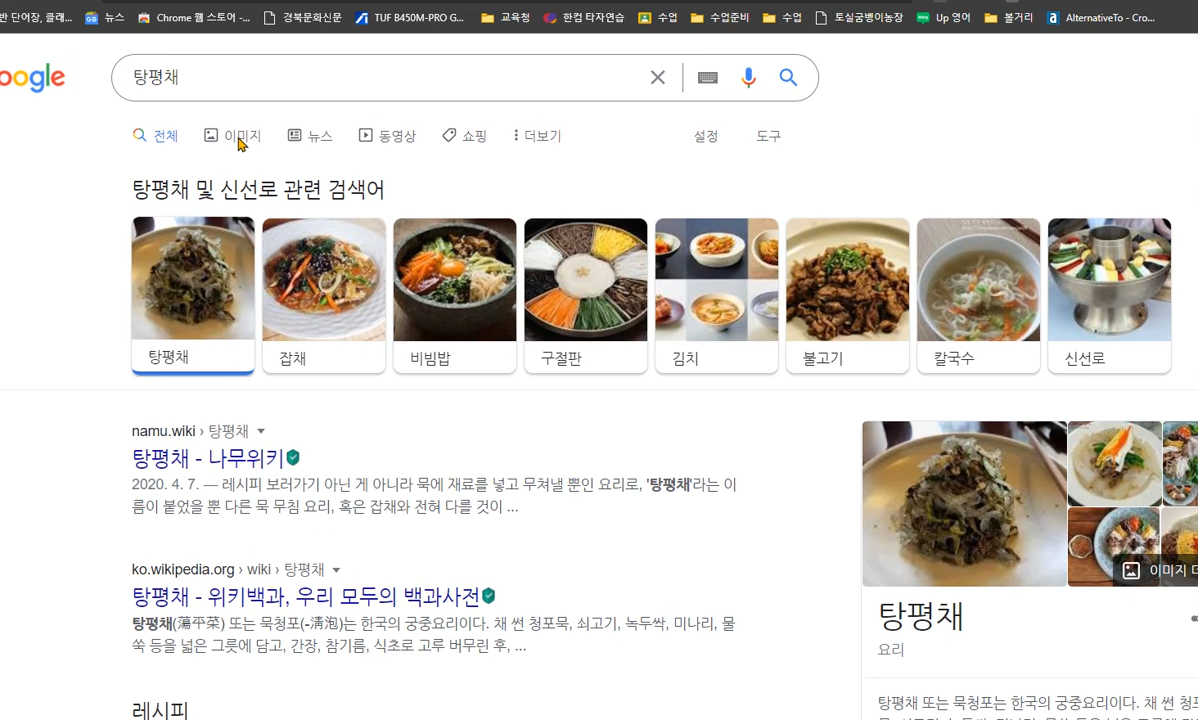 반 단어장, 클래... 뉴스 Chrome 웹 스토어 -... 경북문화신문 TUF B450M-PRO G... 교육청 한컴 타자연습 수업 수업준비 수업 토실굼벵이농장 Up 영어 볼거리 AlternativeTo - Cro...
oogle 탕평채
전체 이미지 뉴스 동영상 쇼핑 더보기 설정 도구
탕평채 및 신선로 관련 검색어
탕평채 잡채 비빔밥 구절판 김치 불고기 칼국수 신선로
namu.wiki › 탕평채
탕평채 - 나무위키
2020. 4. 7. — 레시피 보러가기 아닌 게 아니라 묵에 재료를 넣고 무쳐낼 뿐인 요리로, '탕평채'라는 이
름이 붙었을 뿐 다른 묵 무침 요리, 혹은 잡채와 전혀 다를 것이 ...
ko.wikipedia.org › wiki › 탕평채
탕평채 - 위키백과, 우리 모두의 백과사전
탕평채(蕩平菜) 또는 묵청포(-淸泡)는 한국의 궁중요리이다. 채 썬 청포묵, 쇠고기, 녹두싹, 미나리, 물
쑥 등을 넓은 그릇에 담고, 간장, 참기름, 식초로 고루 버무린 후, ...
레시피
이미지 더
탕평채
요리
탕평채 또는 묵청포는 한국의 궁중요리이다. 채 썬 청포